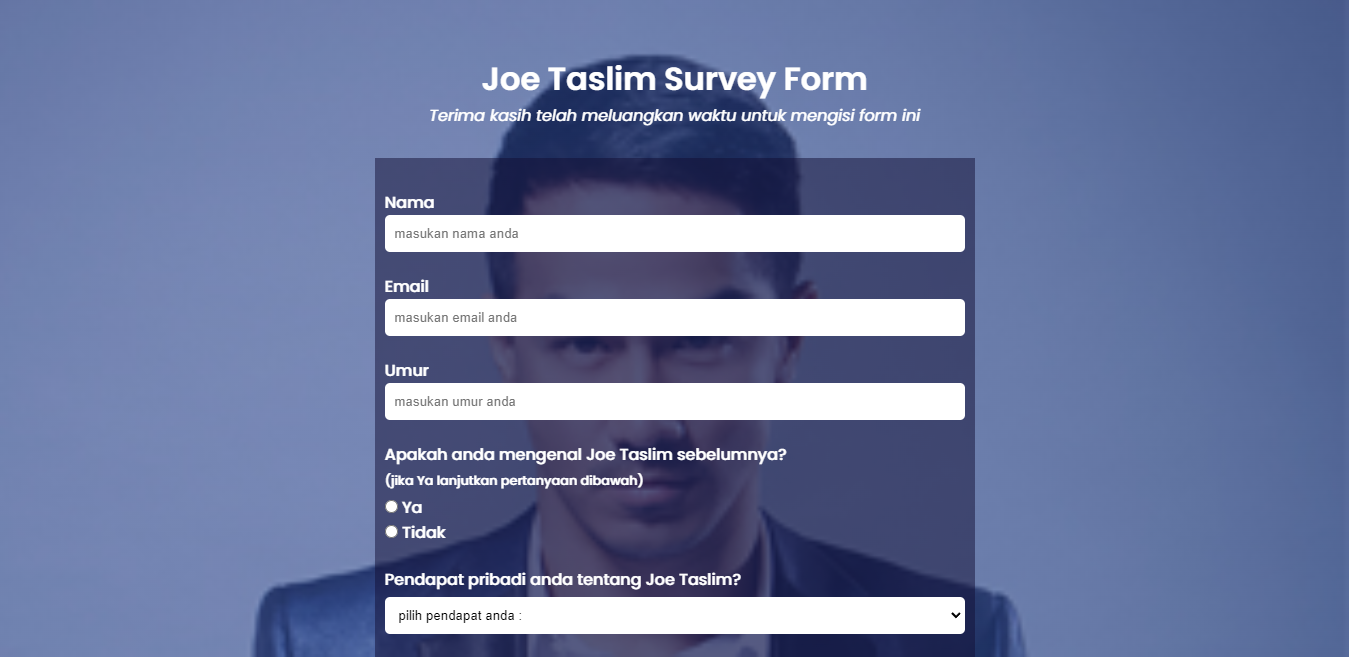 Joe Taslim Survey Form
Terima kasih telah meluangkan waktu untuk mengisi form ini
Nama
masukan nama anda
Email
masukan email anda
Umur
masukan umur anda
Apakah anda mengenal Joe Taslim sebelumnya?
(jika Ya lanjutkan pertanyaan dibawah)
Ya
Tidak
Pendapat pribadi anda tentang Joe Taslim?
pilih pendapat anda :